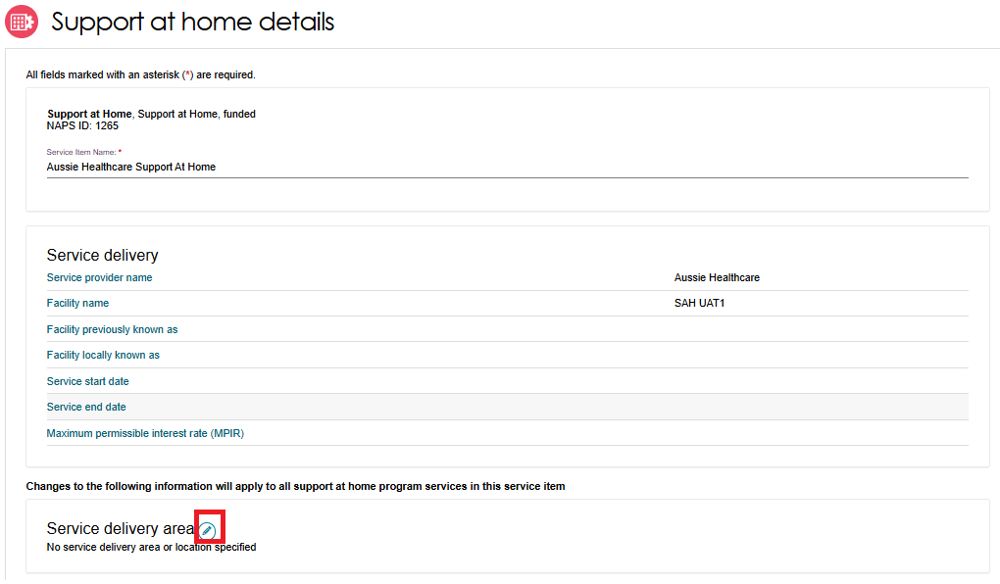 Support at home details
All fields marked with an asterisk (*) are required.
Support at Home, Support at Home, funded
NAPS ID: 1265
Service Item Name: *
Aussie Healthcare Support At Home
Service delivery
Service provider name Aussie Healthcare
Facility name SAH UAT1
Facility previously known as
Facility locally known as
Service start date
Service end date
Maximum permissible interest rate (MPIR)
Changes to the following information will apply to all support at home program services in this service item
Service delivery area
No service delivery area or location specified